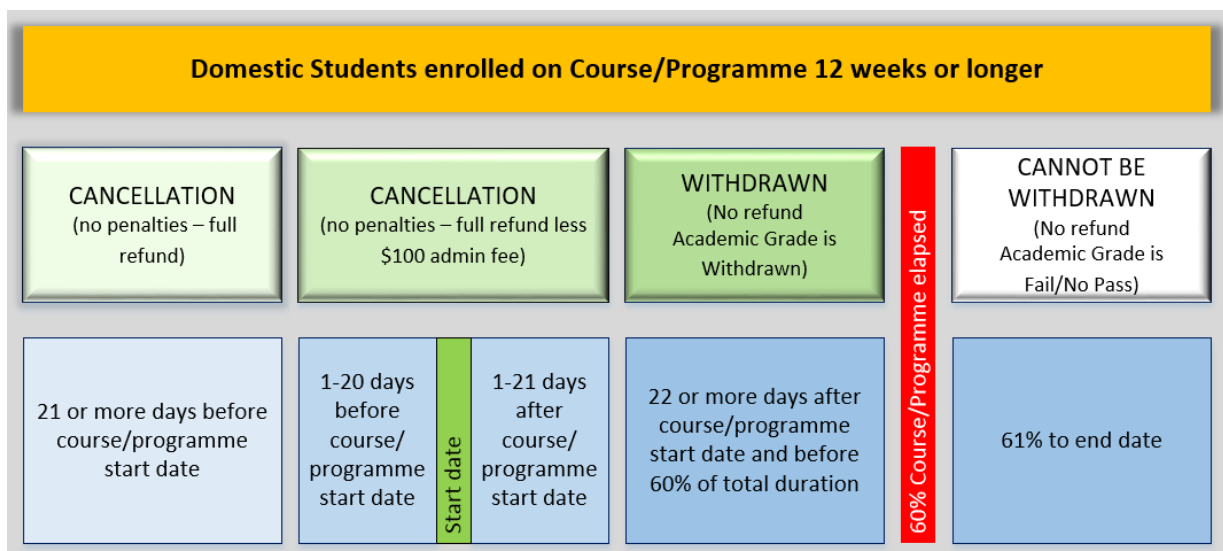 Domestic Students enrolled on Course/Programme 12 weeks or longer
CANCELLATION
(no penalties – full
refund)
CANCELLATION
(no penalties – full refund less
$100 admin fee)
WITHDRAWN
(No refund
Academic Grade is
Withdrawn)
60% Course/Programme elapsed
CANNOT BE
WITHDRAWN
(No refund
Academic Grade is
Fail/No Pass)
21 or more days before
course/programme
start date
1-20 days
before
course/
programme
start date
Start date
1-21 days
after
course/
programme
start date
22 or more days after
course/programme
start date and before
60% of total duration
61% to end date